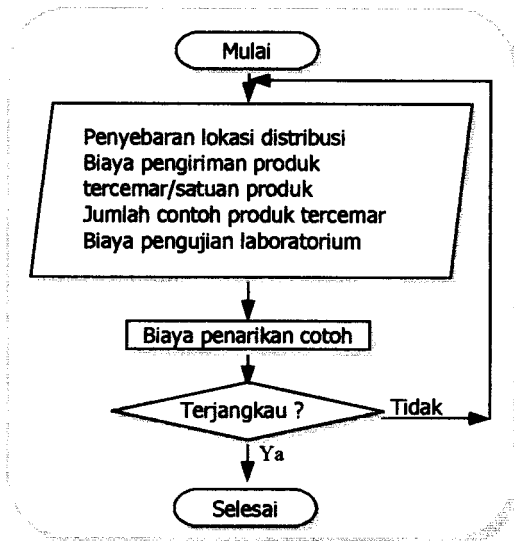 Mulai
Penyebaran lokasi distribusi
Biaya pengiriman produk
tercemar/satuan produk
Jumlah contoh produk tercemar
Biaya pengujian laboratorium
Biaya penarikan cotoh
Terjangkau ?
Tidak
Ya
Selesai